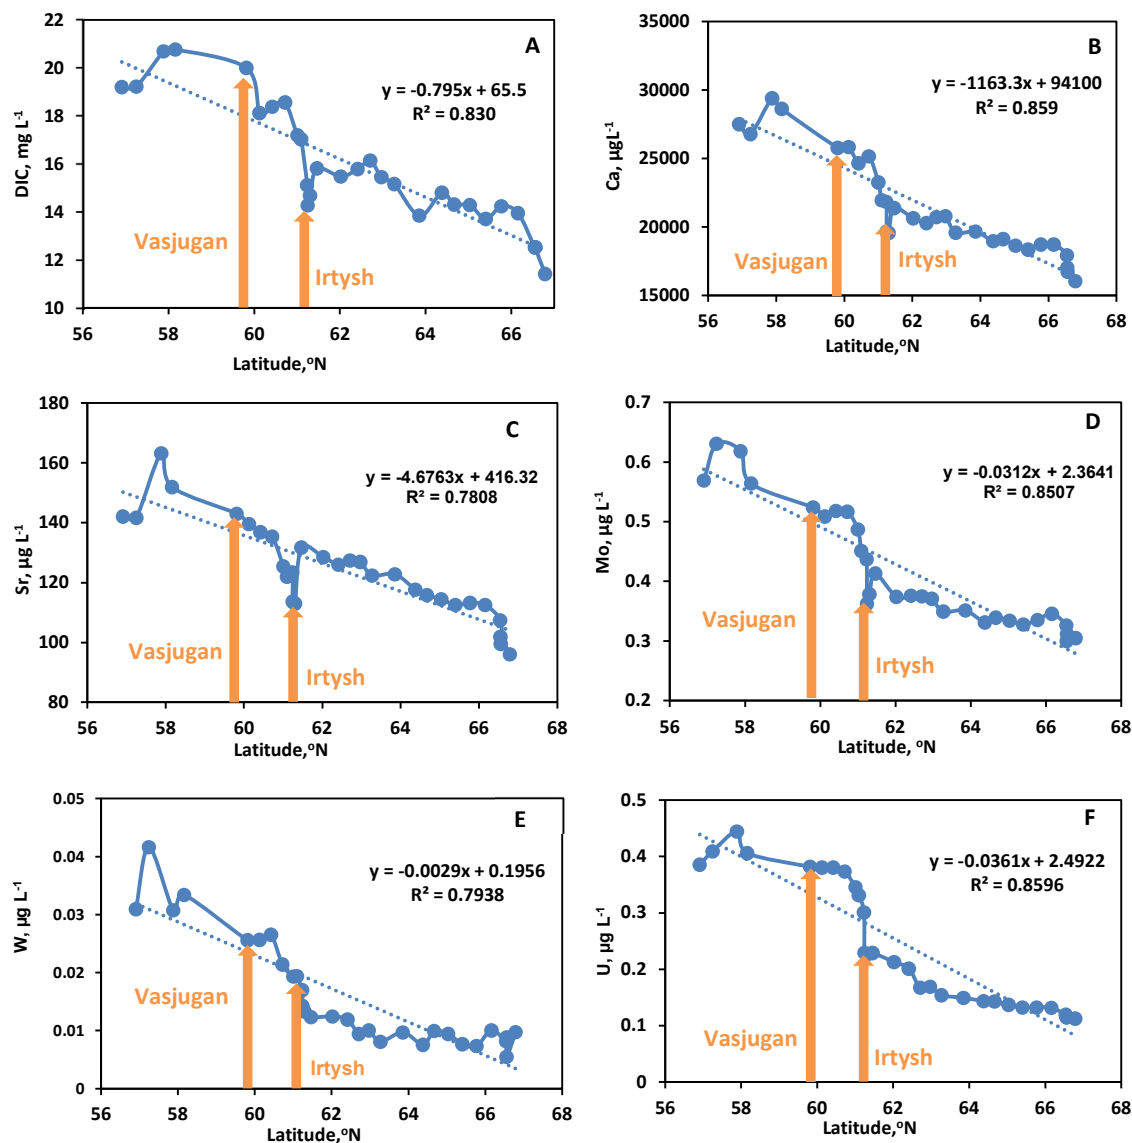 A
y = -0.795x + 65.5
R² = 0.830
DIC, mg L-1
22
20
18
16
14
12
10
Vasjugan
Irtysh
56 58 60 62 64 66
Latitude,oN
B
y = -1163.3x + 94100
R² = 0.859
Ca, µgL-1
35000
30000
25000
20000
15000
Vasjugan
Irtysh
56 58 60 62 64 66 68
Latitude,oN
C
y = -4.6763x + 416.32
R² = 0.7808
Sr, µg L-1
180
160
140
120
100
80
Vasjugan
Irtysh
56 58 60 62 64 66 68
Latitude,oN
D
y = -0.0312x + 2.3641
R² = 0.8507
Mo, µg L-1
0.7
0.6
0.5
0.4
0.3
0.2
Vasjugan
Irtysh
56 58 60 62 64 66 68
Latitude, oN
E
y = -0.0029x + 0.1956
R² = 0.7938
W, µg L-1
0.05
0.04
0.03
0.02
0.01
0
Vasjugan
Irtysh
56 58 60 62 64 66 68
Latitude,oN
F
y = -0.0361x + 2.4922
R² = 0.8596
U, µg L-1
0.5
0.4
0.3
0.2
0.1
0
Vasjugan
Irtysh
56 58 60 62 64 66 68
Latitude,oN